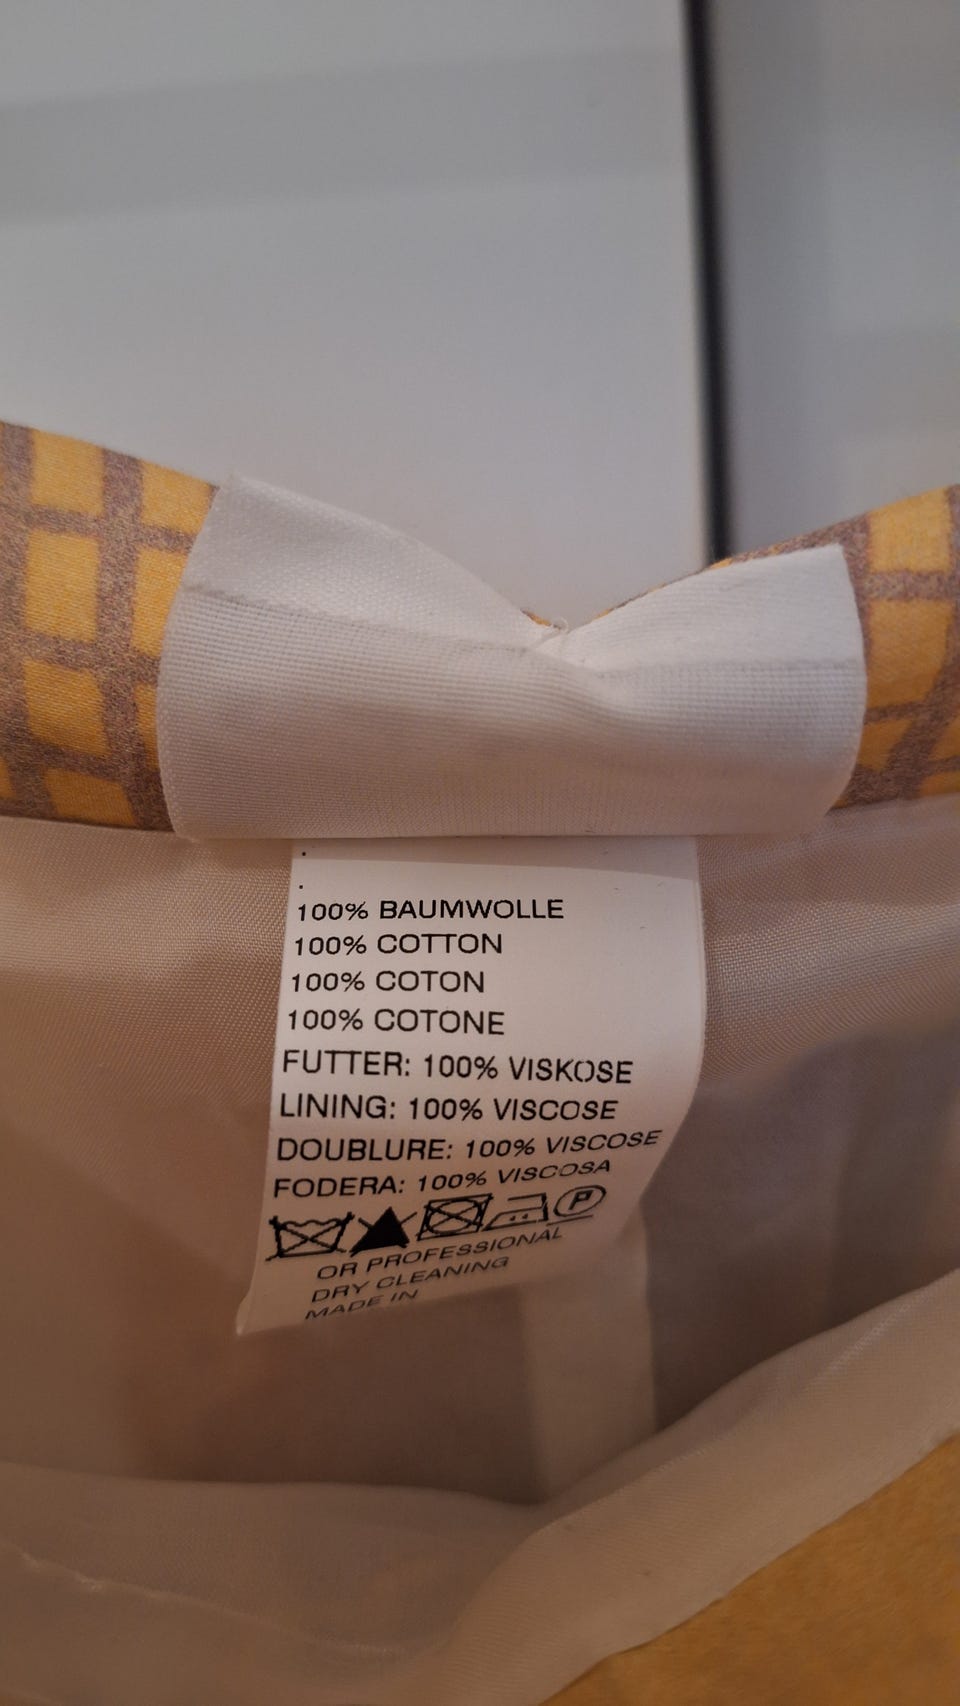 100% BAUMWOLLE
100% COTTON
100% COTON
100% COTONE
FUTTER: 100% VISKOSE
LINING: 100% VISCOSE
DOUBLURE: 100% VISCOSE
FODERA: 100% VISCOSA
P
OR PROFESSIONAL
DRY CLEANING
MADE IN